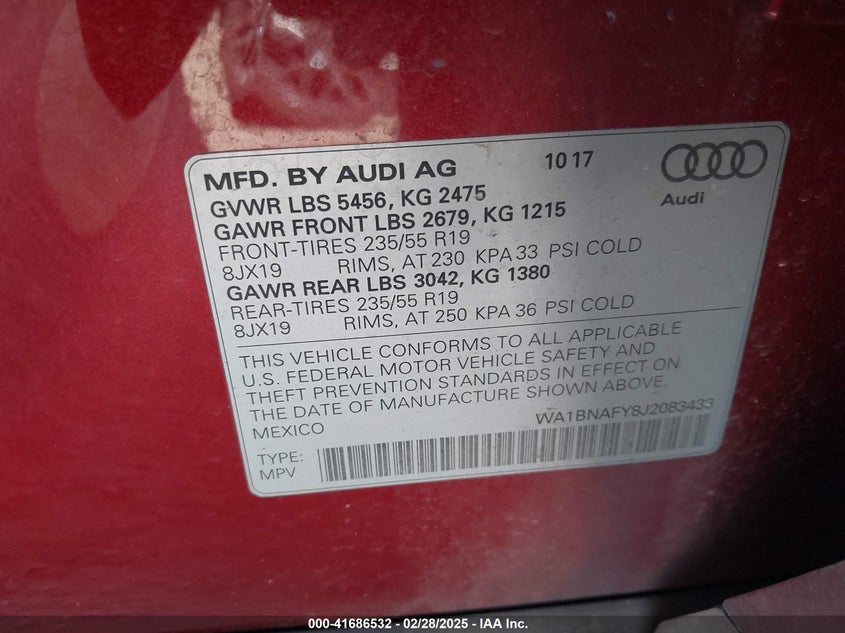 MFD. BY AUDI AG 10 17
GVWR LBS 5456, KG 2475
Audi
GAWR FRONT LBS 2679, KG 1215
FRONT-TIRES 235/55 R19
8JX19 RIMS, AT 230 KPA 33 PSI COLD
GAWR REAR LBS 3042, KG 1380
REAR-TIRES 235/55 R19
8JX19 RIMS, AT 250 KPA 36 PSI COLD
THIS VEHICLE CONFORMS TO ALL APPLICABLE
U.S. FEDERAL MOTOR VEHICLE SAFETY AND
THEFT PREVENTION STANDARDS IN EFFECT ON
THE DATE OF MANUFACTURE SHOWN ABOVE.
MEXICO WA1BNAFY8J2083433
TYPE:
MPV
000-41686532 — 02/28/2025 — IAA Inc.